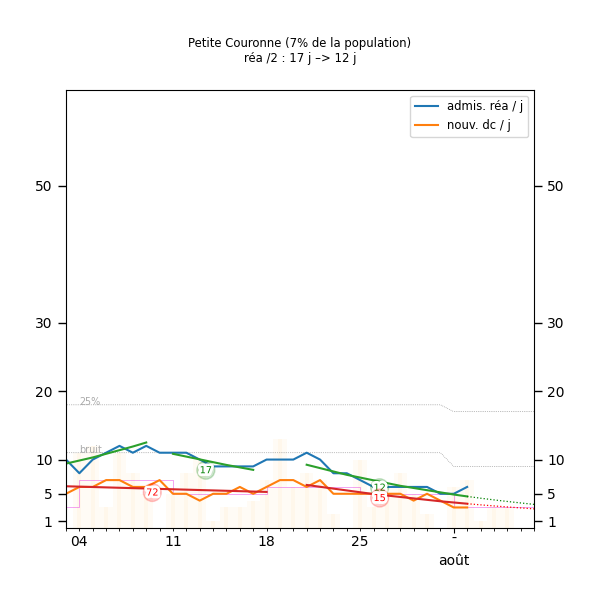 Petite Couronne (7% de la population)
réa /2 : 17 j –> 12 j
admis. réa / j
nouv. dc / j
50 50
30 30
20 20
25%
bruit
10 10
17
12
5 72 15 5
1 1
04 11 18 25 -
août